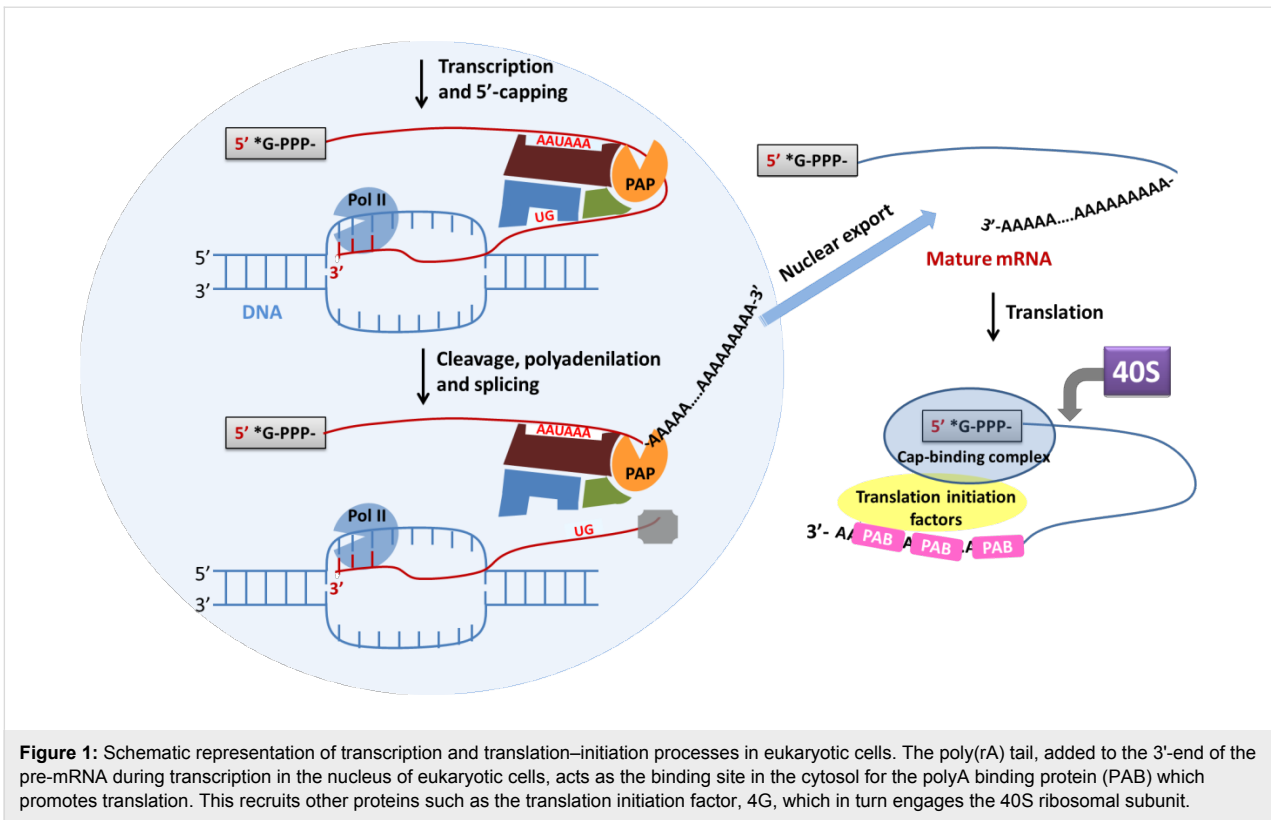 Transcription
and 5’-capping
5’ *G-PPP-
AAUAAA
PAP
UG
Pol II
5’
3’
3’
DNA
Cleavage, polyadenilation
and splicing
5’ *G-PPP-
AAUAAA
PAP
-AAAAA....AAAAAAAAA-3’
UG
Pol II
5’
3’
3’
Nuclear export
5’ *G-PPP-
3’-AAAAA....AAAAAAAAA-
Mature mRNA
Translation
40S
5’ *G-PPP-
Cap-binding complex
Translation initiation
factors
3’- AA PAB A PAB .A PAB
Figure 1: Schematic representation of transcription and translation–initiation processes in eukaryotic cells. The poly(rA) tail, added to the 3'-end of the
pre-mRNA during transcription in the nucleus of eukaryotic cells, acts as the binding site in the cytosol for the polyA binding protein (PAB) which
promotes translation. This recruits other proteins such as the translation initiation factor, 4G, which in turn engages the 40S ribosomal subunit.